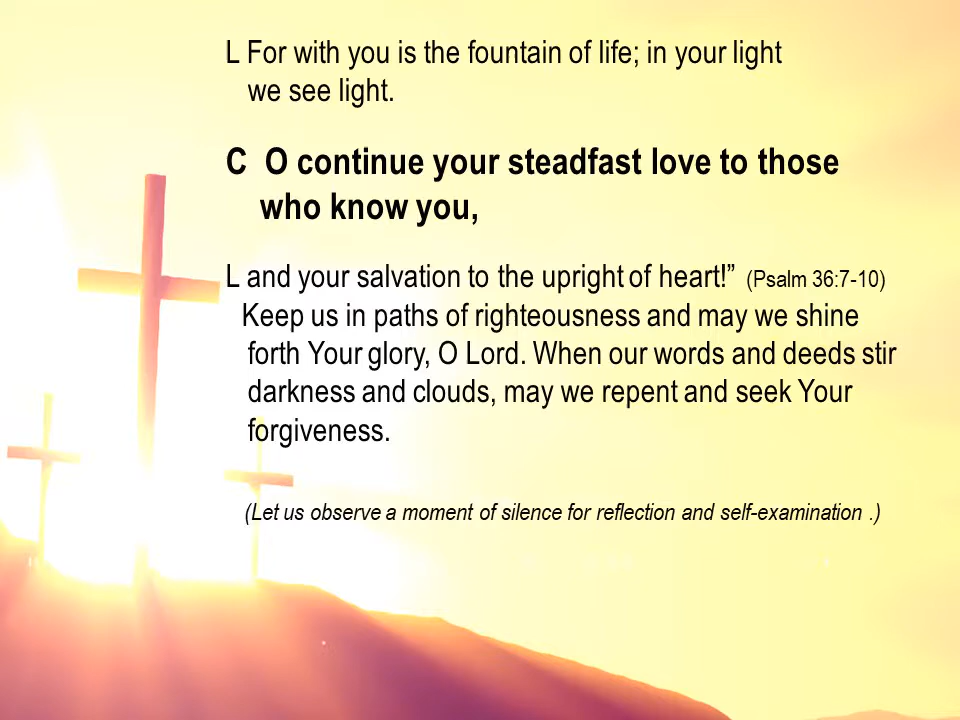 L For with you is the fountain of life; in your light
we see light.
C O continue your steadfast love to those
who know you,
L and your salvation to the upright of heart!” (Psalm 36:7-10)
Keep us in paths of righteousness and may we shine
forth Your glory, O Lord. When our words and deeds stir
darkness and clouds, may we repent and seek Your
forgiveness.
(Let us observe a moment of silence for reflection and self-examination .)